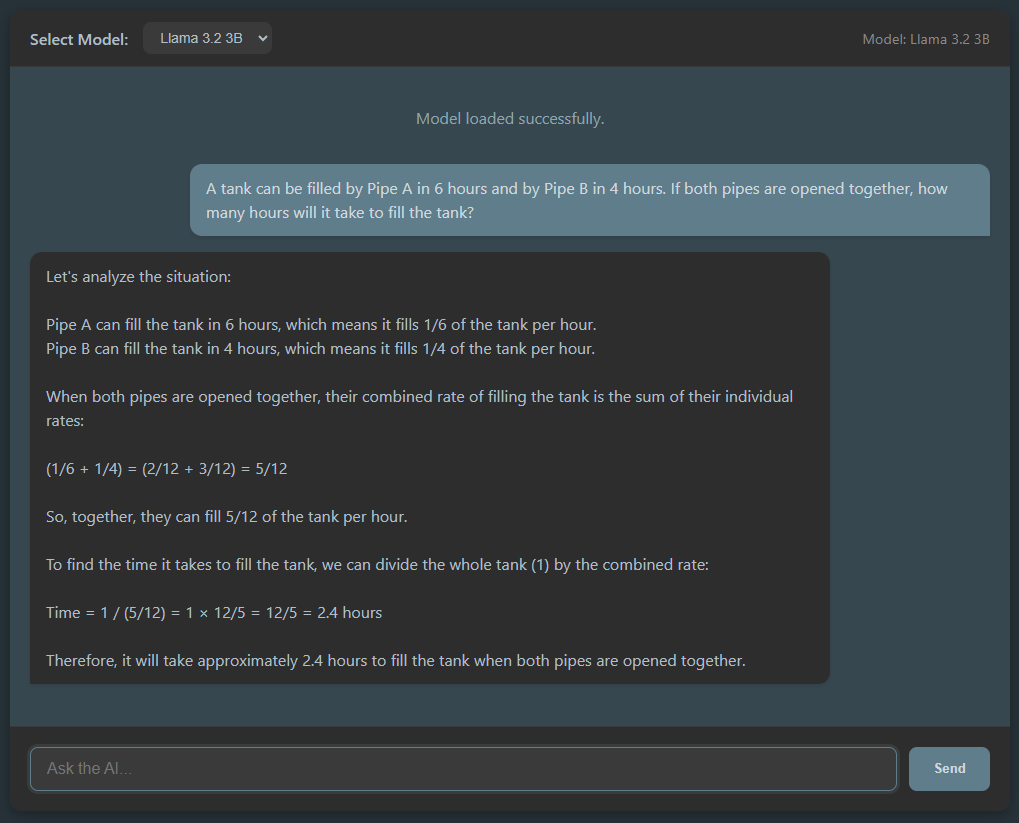 Select Model: Llama 3.2 3B Model: Llama 3.2 3B
Model loaded successfully.
A tank can be filled by Pipe A in 6 hours and by Pipe B in 4 hours. If both pipes are opened together, how
many hours will it take to fill the tank?
Let's analyze the situation:
Pipe A can fill the tank in 6 hours, which means it fills 1/6 of the tank per hour.
Pipe B can fill the tank in 4 hours, which means it fills 1/4 of the tank per hour.
When both pipes are opened together, their combined rate of filling the tank is the sum of their individual
rates:
(1/6 + 1/4) = (2/12 + 3/12) = 5/12
So, together, they can fill 5/12 of the tank per hour.
To find the time it takes to fill the tank, we can divide the whole tank (1) by the combined rate:
Time = 1 / (5/12) = 1 × 12/5 = 12/5 = 2.4 hours
Therefore, it will take approximately 2.4 hours to fill the tank when both pipes are opened together.
Ask the AI... Send